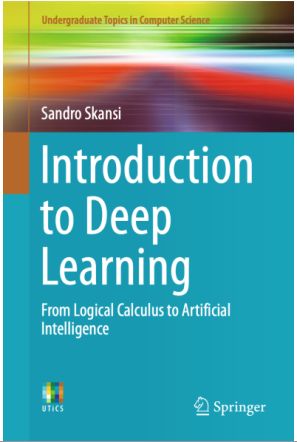 Undergraduate Topics in Computer Science
Sandro Skansi
Introduction
to Deep
Learning
From Logical Calculus to Artificial
Intelligence
UTiCS
Springer